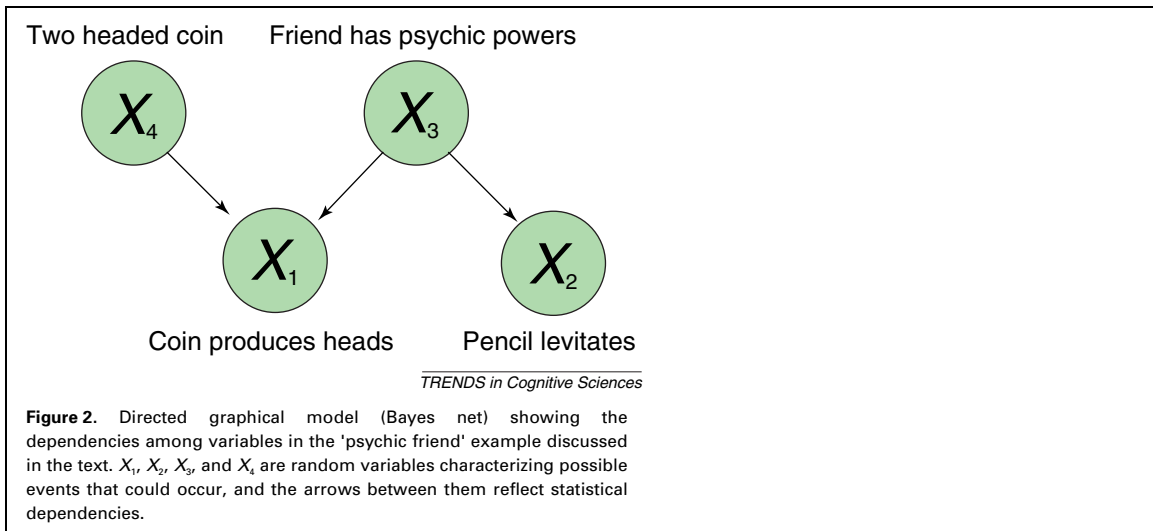 Two headed coin Friend has psychic powers
X4 X3
X1 X2
Coin produces heads Pencil levitates
TRENDS in Cognitive Sciences
Figure 2. Directed graphical model (Bayes net) showing the
dependencies among variables in the 'psychic friend' example discussed
in the text. X1, X2, X3, and X4 are random variables characterizing possible
events that could occur, and the arrows between them reflect statistical
dependencies.